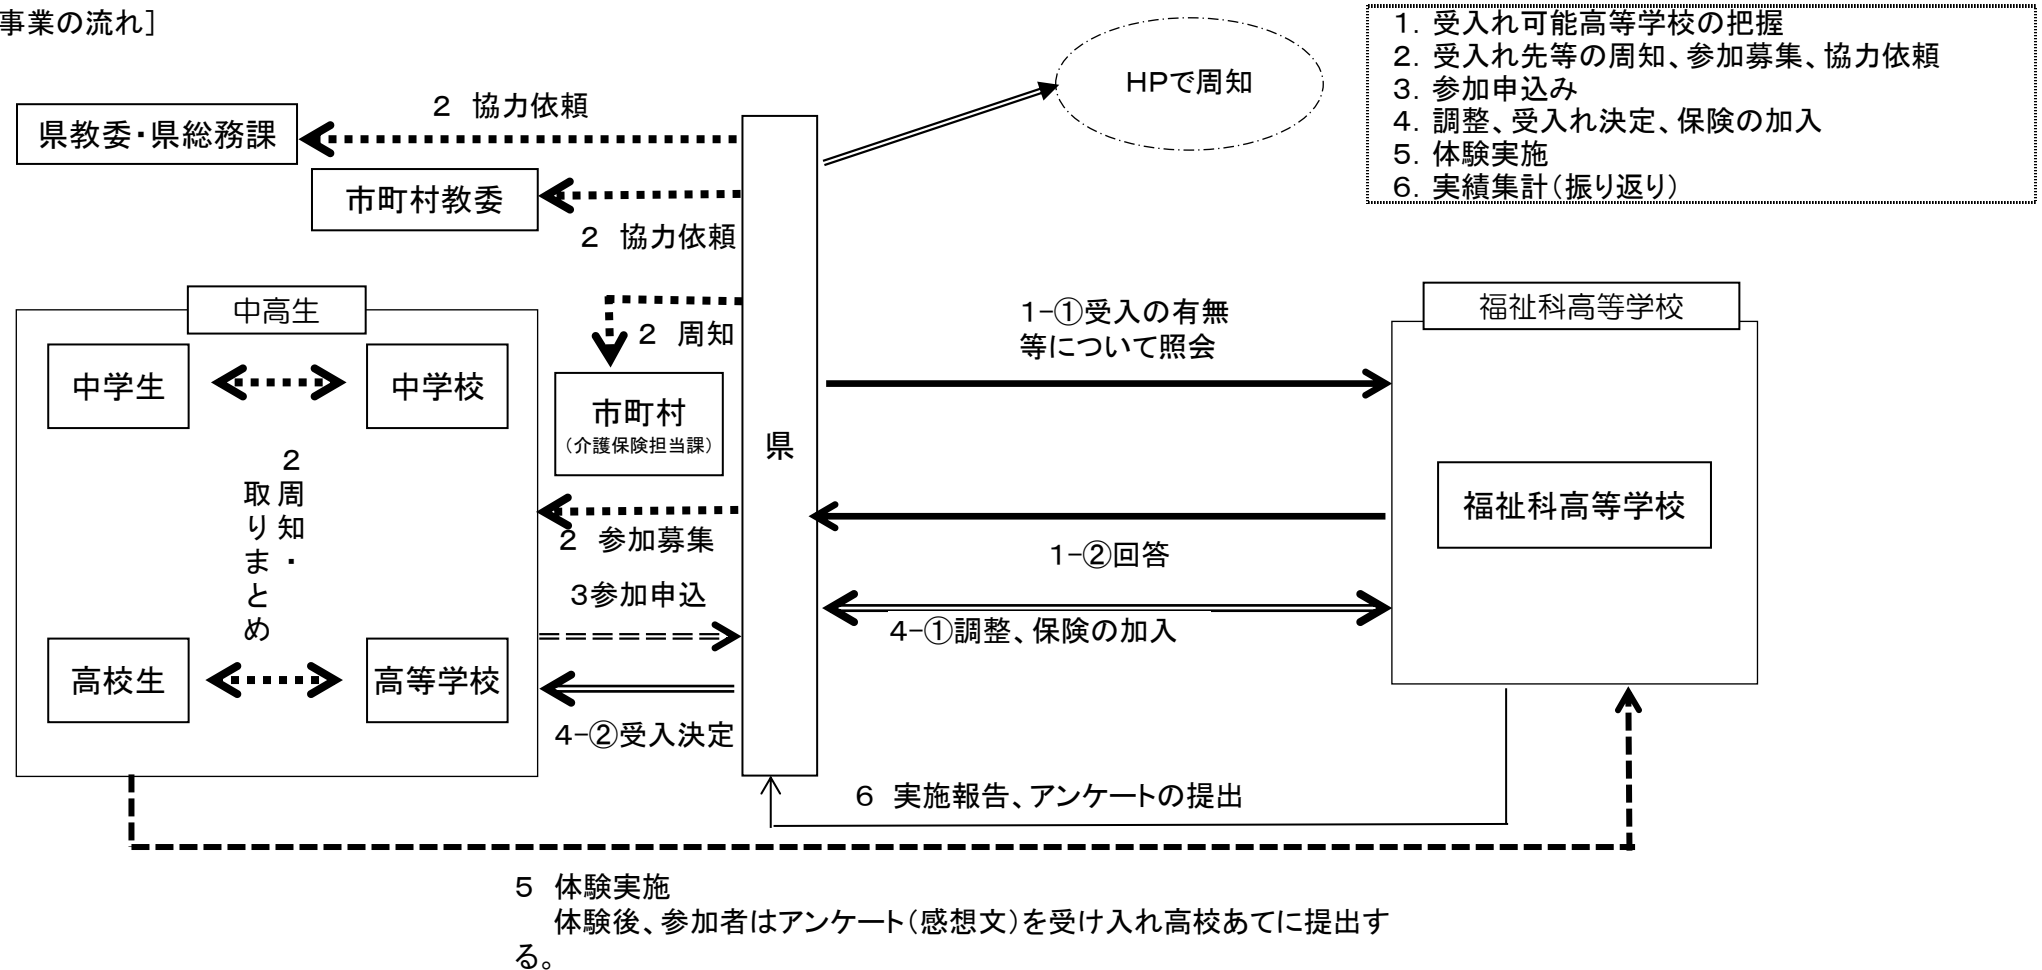 事業の流れ]
HPで周知
1．受入れ可能高等学校の把握
2．受入れ先等の周知、参加募集、協力依頼
3．参加申込み
4．調整、受入れ決定、保険の加入
5．体験実施
6．実績集計（振り返り）
2　協力依頼
県教委・県総務課
市町村教委
2　協力依頼
中高生
2　周知
1-①受入の有無
等について照会
福祉科高等学校
中学生
中学校
市町村
（介護保険担当課）
県
2周知・
取りまとめ
福祉科高等学校
2　参加募集
1-②回答
3参加申込
4-①調整、保険の加入
高校生
高等学校
4-②受入決定
6　実施報告、アンケートの提出
5　体験実施
体験後、参加者はアンケート（感想文）を受け入れ高校あてに提出す
る。